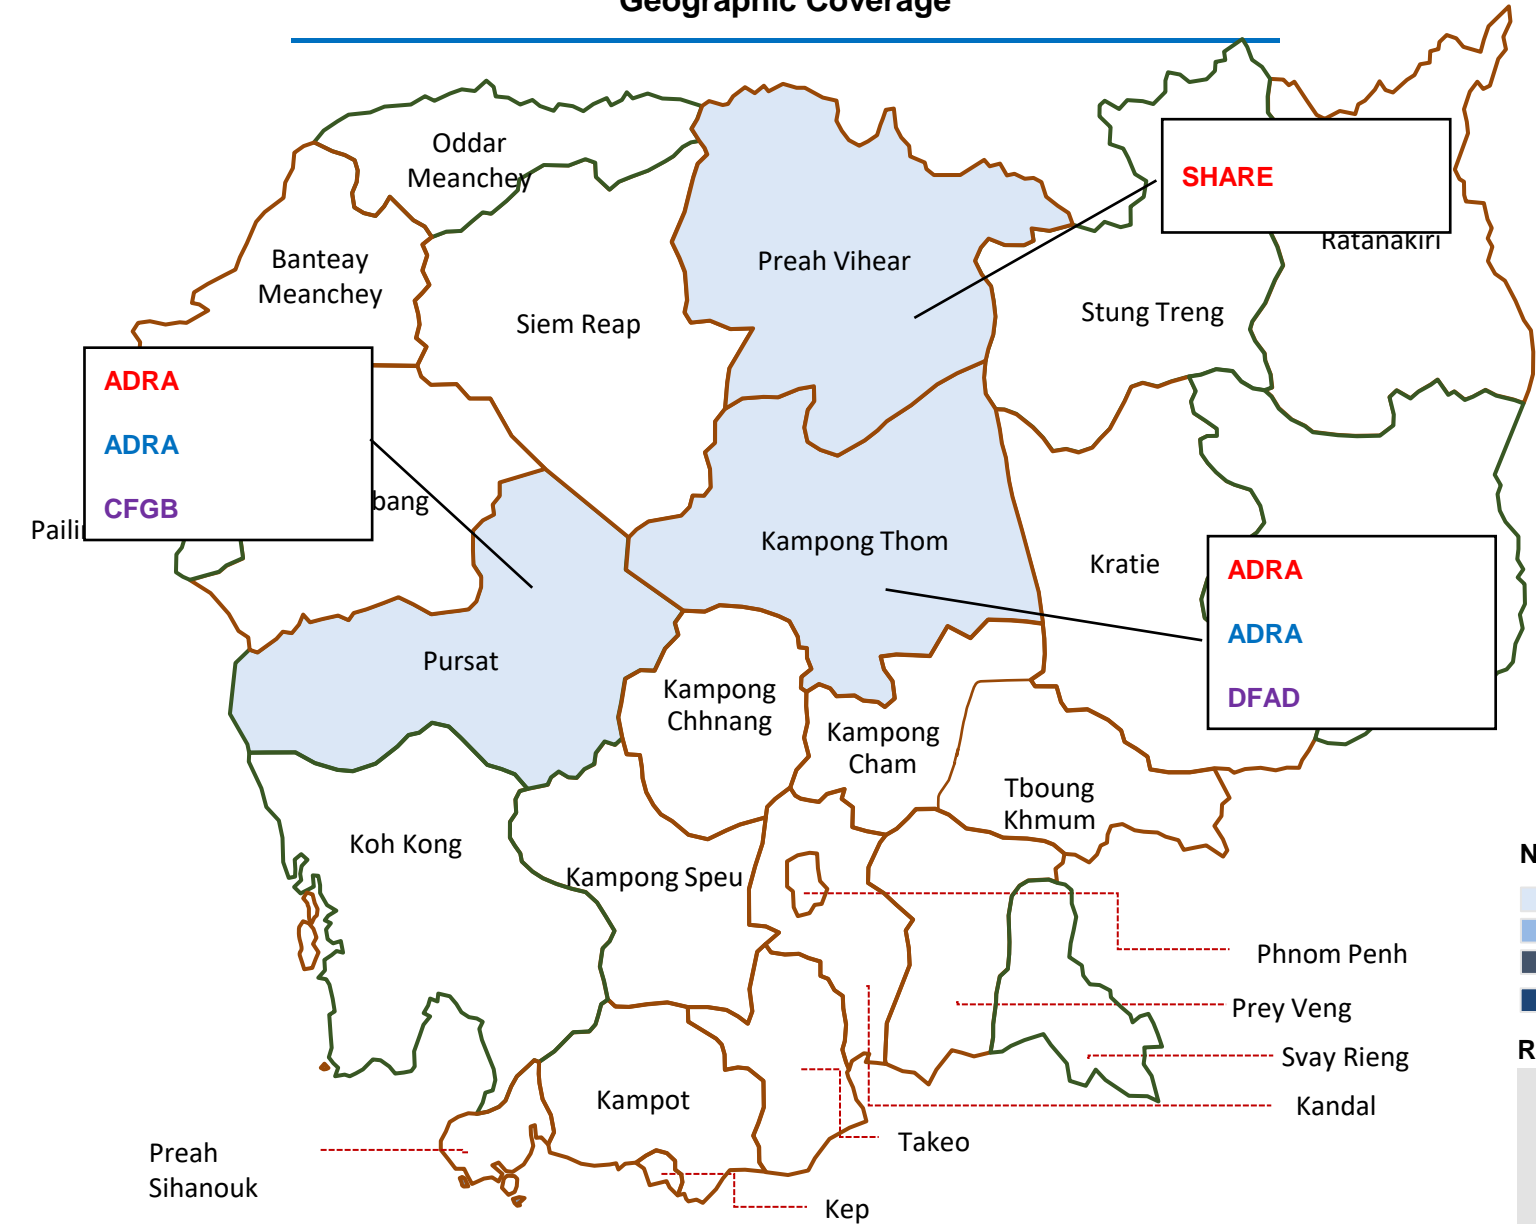 Geographic Coverage
Oddar
Meanchey
SHARE
Banteay
Meanchey
Preah Vihear
Ratanakiri
Siem Reap
Stung Treng
ADRA
ADRA
CFGB
bang
Paili
Kampong Thom
Kratie
ADRA
ADRA
DFAD
Pursat
Kampong
Chhnang
Kampong
Cham
Tboung
Khmum
Koh Kong
Kampong Speu
N
Phnom Penh
Prey Veng
R
Svay Rieng
Kampot
Kandal
Takeo
Preah
Sihanouk
Kep